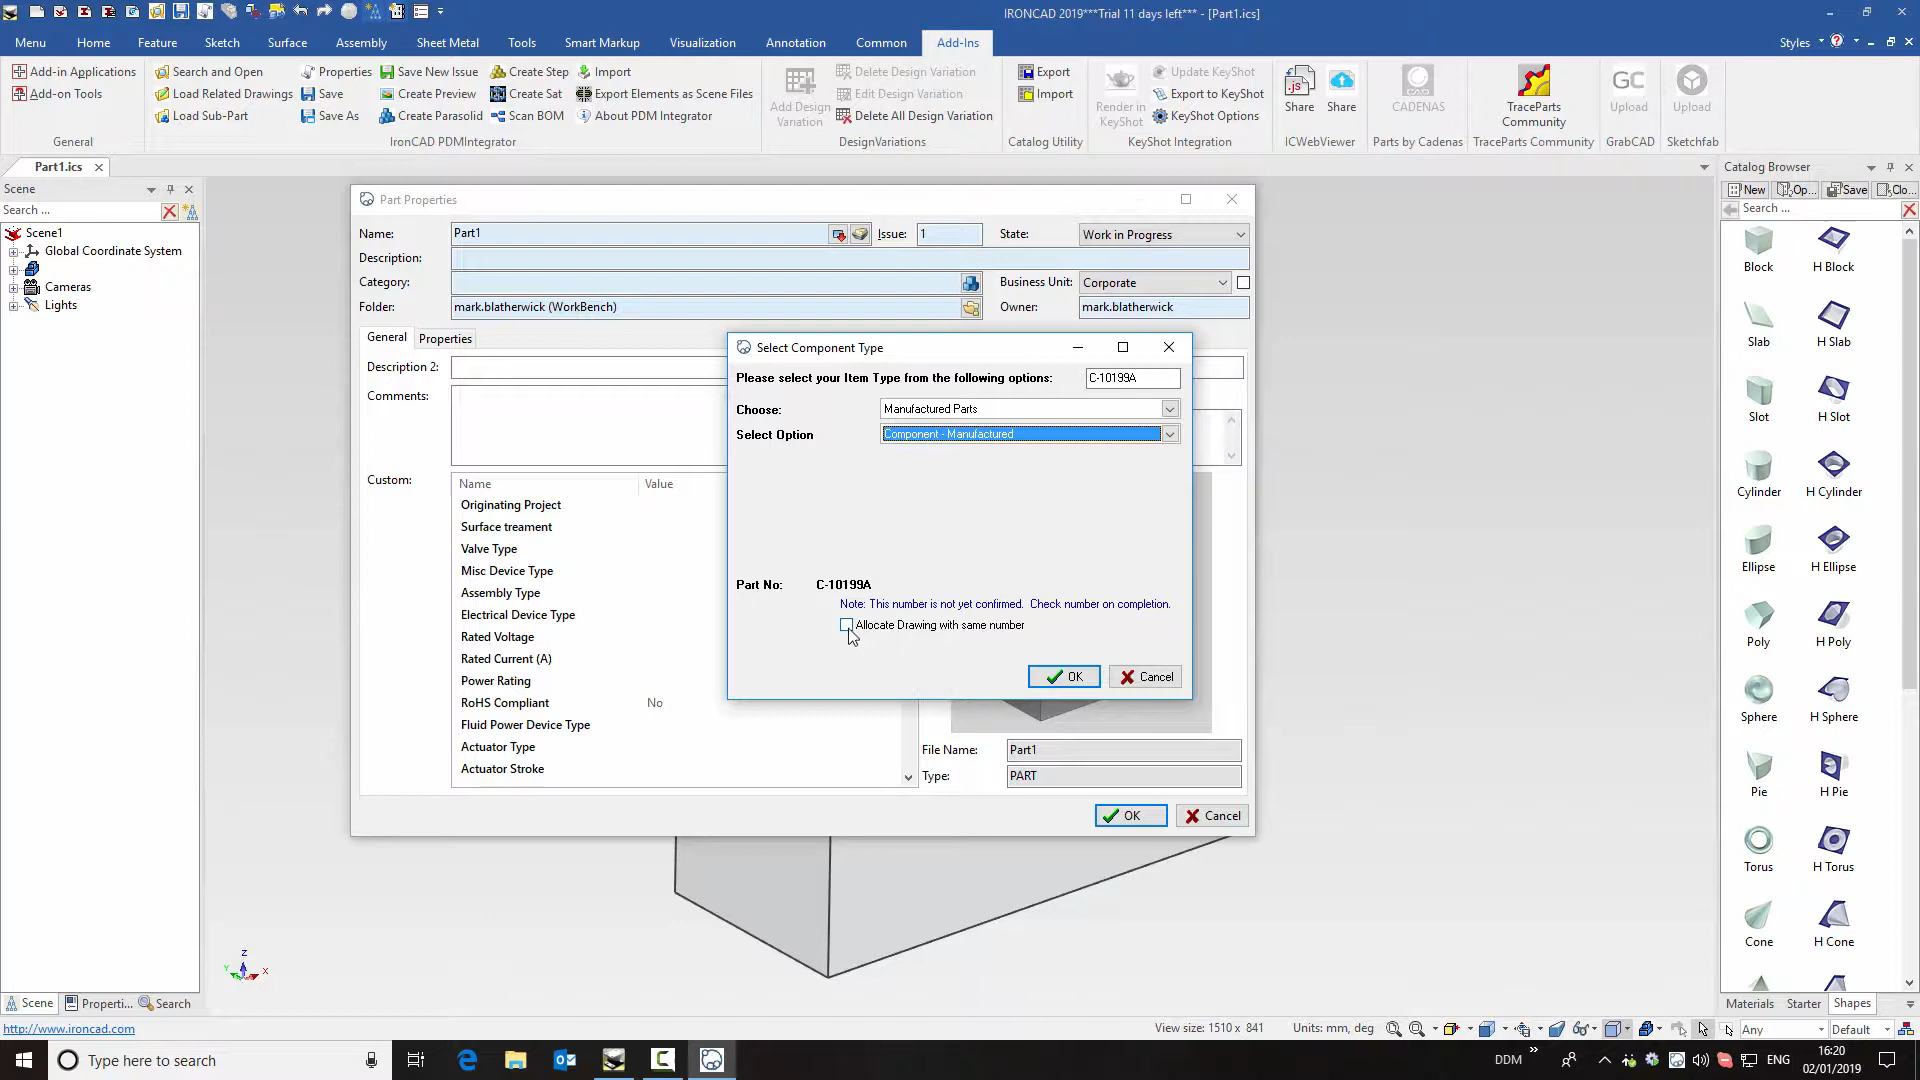 IRONCAD 2019***Trial 11 days left*** - [Part1.ics]
Menu Home Feature Sketch Surface Assembly Sheet Metal Tools Smart Markup Visualization Annotation Common Add-Ins Styles
Add-in Applications
Add-on Tools
General
Search and Open Properties Save New Issue Create Step Import
Load Related Drawings Save Create Preview Create Sat Export Elements as Scene Files
Load Sub-Part Save As Create Parasolid Scan BOM About PDM Integrator
IronCAD PDMIntegrator
Add Design Variation
Delete Design Variation
Edit Design Variation
Delete All Design Variation
DesignVariations
Export
Import
Catalog Utility
Render in KeyShot
Update KeyShot
Export to KeyShot
KeyShot Options
KeyShot Integration
Share Share
ICWebViewer
CADENAS
Parts by Cadenas
TraceParts Community
TraceParts Community
GC
Upload
GrabCAD
Upload
Sketchfab
Part1.ics
Scene
Search ...
Scene1
Global Coordinate System
Cameras
Lights
Part Properties
Name: Part1 Issue: 1 State: Work in Progress
Description:
Category: Business Unit: Corporate
Folder: mark.blatherwick (WorkBench) Owner: mark.blatherwick
General Properties
Description 2:
Comments:
Custom: Name Value
Originating Project
Surface treament
Valve Type
Misc Device Type
Assembly Type
Electrical Device Type
Rated Voltage
Rated Current (A)
Power Rating
RoHS Compliant No
Fluid Power Device Type
Actuator Type
Actuator Stroke
File Name: Part1
Type: PART
OK Cancel
Select Component Type
Please select your Item Type from the following options: C-10199A
Choose: Manufactured Parts
Select Option Component - Manufactured
Part No: C-10199A
Note: This number is not yet confirmed. Check number on completion.
Allocate Drawing with same number
OK Cancel
Catalog Browser
New Op... Save Clo...
Search ...
Block H Block
Slab H Slab
Slot H Slot
Cylinder H Cylinder
Ellipse H Ellipse
Poly H Poly
Sphere H Sphere
Pie H Pie
Torus H Torus
Cone H Cone
Materials Starter Shapes
Z
Y X
Scene Properti... Search
http://www.ironcad.com
View size: 1510 x 841 Units: mm, deg Any Default
Type here to search
DDM ENG
16:20
02/01/2019